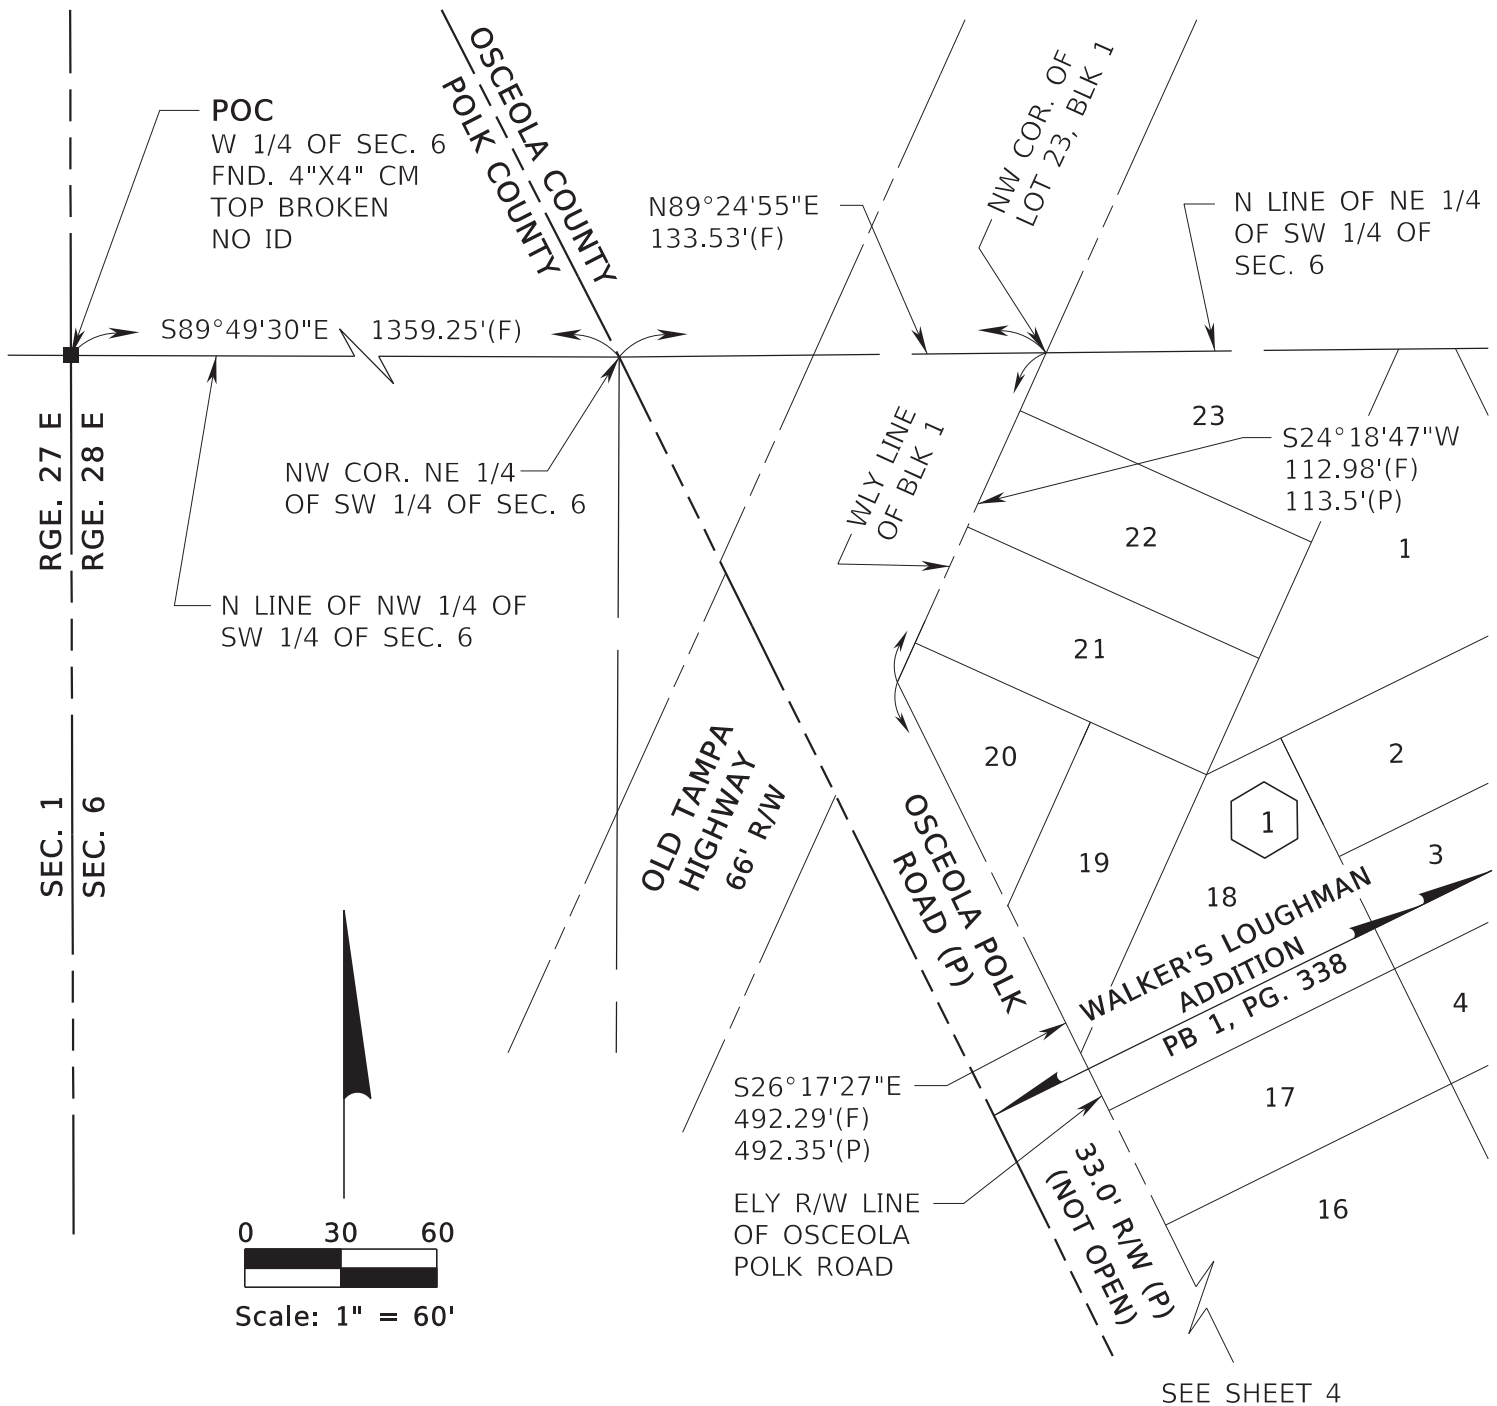 OSCEOLA COUNTY
POLK COUNTY
POC
W 1/4 OF SEC. 6
FND. 4"X4" CM
TOP BROKEN
NO ID
N89°24'55"E
133.53'(F)
NW COR. OF
LOT 23, BLK 1
N LINE OF NE 1/4
OF SW 1/4 OF
SEC. 6
S89°49'30"E
1359.25'(F)
RGE. 27 E
RGE. 28 E
NW COR. NE 1/4
OF SW 1/4 OF SEC. 6
WLY LINE
OF BLK 1
23
S24°18'47"W
112.98'(F)
113.5'(P)
22
1
N LINE OF NW 1/4 OF
SW 1/4 OF SEC. 6
21
20
2
SEC. 1
SEC. 6
OLD TAMPA
HIGHWAY
66' R/W
OSCEOLA POLK
ROAD (P)
1
19
3
18
WALKER'S LOUGHMAN
ADDITION
PB 1, PG. 338
4
S26°17'27"E
492.29'(F)
492.35'(P)
17
ELY R/W LINE
OF OSCEOLA
POLK ROAD
33.0' R/W (P)
(NOT OPEN)
16
0 30 60
Scale: 1" = 60'
SEE SHEET 4